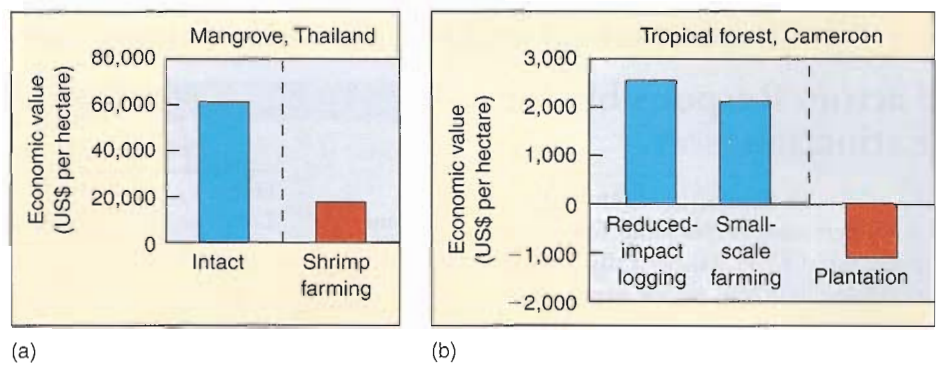 Mangrove, Thailand
80,000
60,000
40,000
20,000
0
Economic value
(US$ per hectare)
Intact
Shrimp
farming
(a)
Tropical forest, Cameroon
3,000
2,000
1,000
0
−1,000
−2,000
Economic value
(US$ per hectare)
Reduced-
impact
logging
Small-
scale
farming
Plantation
(b)